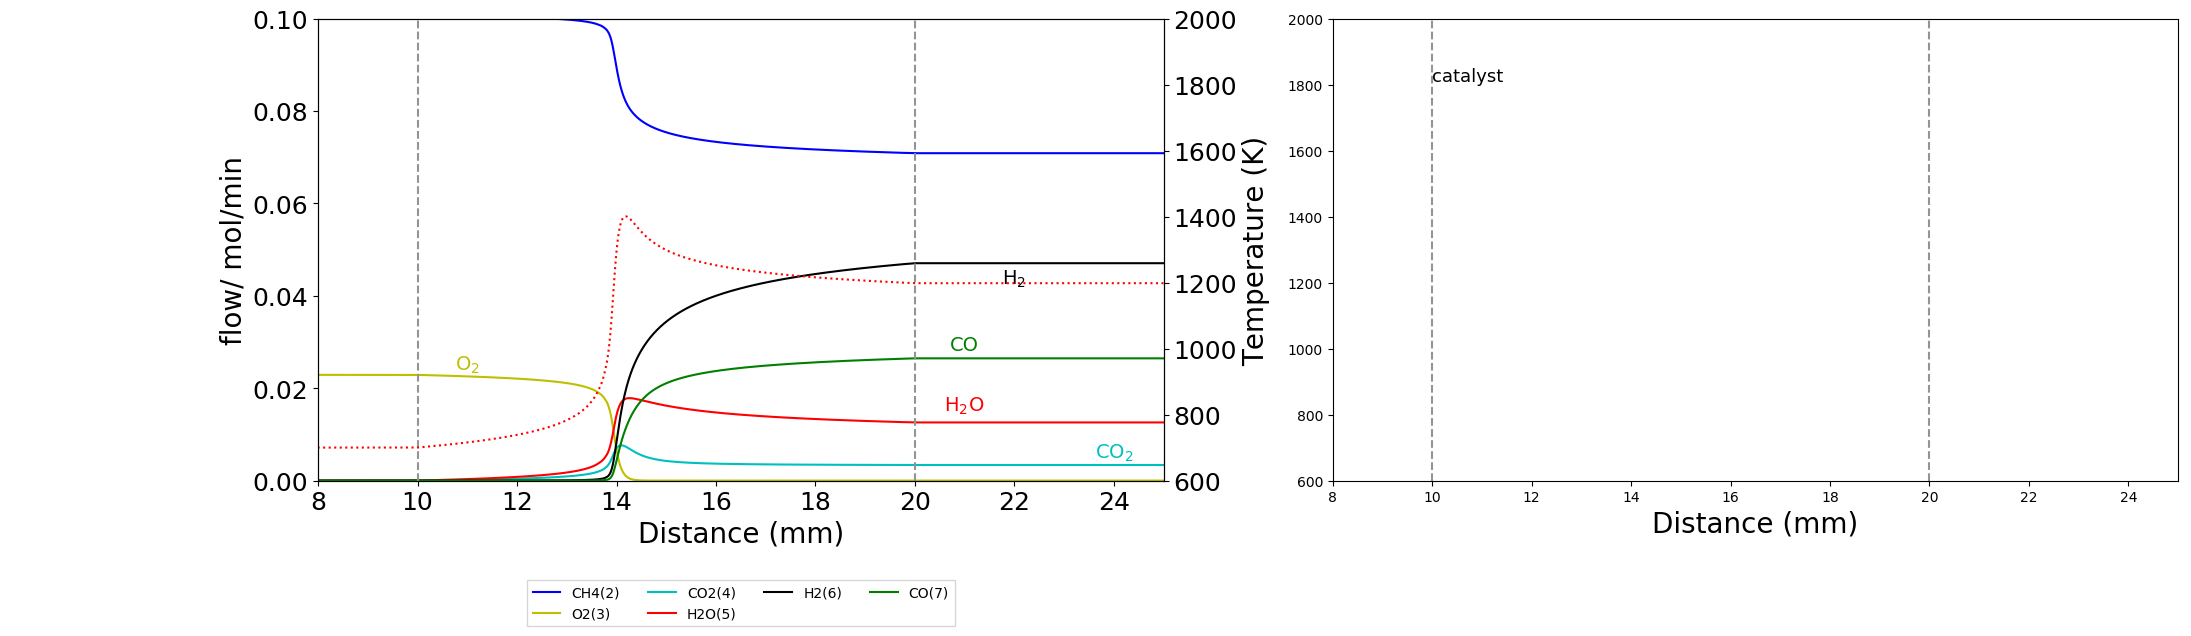 0.10
0.08
0.06
0.04
0.02
0.00
flow/ mol/min
8 10 12 14 16 18 20 22 24
Distance (mm)
2000
1800
1600
1400
1200
1000
800
600
Temperature (K)
O2
H2
CO
H2O
CO2
CH4(2) CO2(4) H2(6) CO(7)
O2(3) H2O(5)
2000
1800
1600
1400
1200
1000
800
600
catalyst
8 10 12 14 16 18 20 22 24
Distance (mm)